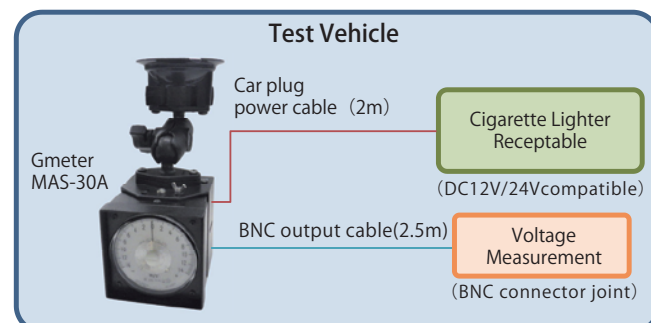 Test Vehicle
Car plug
power cable（2m）
Cigarette Lighter
Receptable
(DC12V/24Vcompatible)
Gmeter
MAS-30A
BNC output cable(2.5m)
Voltage
Measurement
(BNC connector joint)